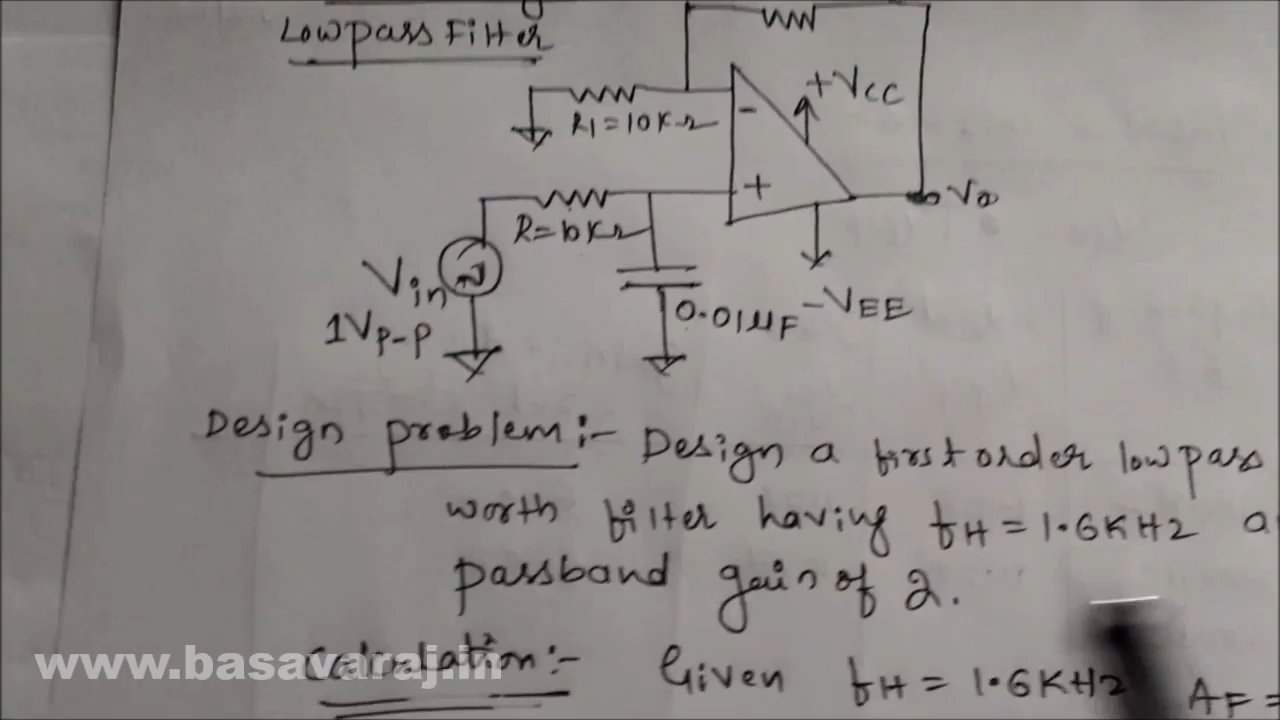 Lowpass Filter
+VCC
-
R1=10KΩ
+
Vo
R=10KΩ
Vin
1Vp-p
0.01μF
-VEE
Design problem:- Design a first order lowpass
worth filter having fH = 1.6KHz
passband gain of 2.
Calculation:- Given fH = 1.6KHz AF =
www.basavaraj.in